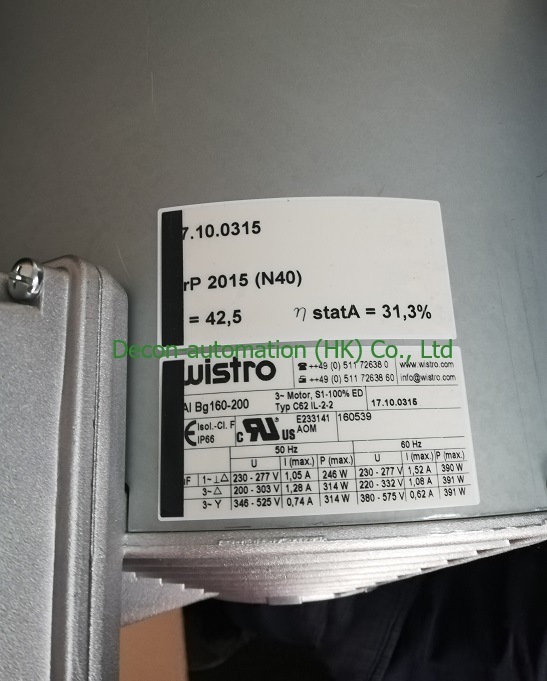 7.10.0315
rP 2015 (N40)
= 42,5 η statA = 31,3%
Decon-automation (HK) Co., Ltd
wistro ☎ ++49 (0) 511 72638 0 www.wistro.com
++49 (0) 511 72638 60 info@wistro.com
AI Bg160-200 3~ Motor, S1-100% ED
Typ C62 IL-2-2 17.10.0315
CE Isol.-Cl. F IP66 c RU US E233141 AOM 160539
50 Hz 60 Hz
U I (max.) P (max.) U I (max.) P (max.)
µF 1~ ⊥△ 230 - 277 V 1,05 A 246 W 230 - 277 V 1,52 A 390 W
3~ △ 200 - 303 V 1,28 A 314 W 220 - 332 V 1,08 A 391 W
3~ Y 346 - 525 V 0,74 A 314 W 380 - 575 V 0,62 A 391 W